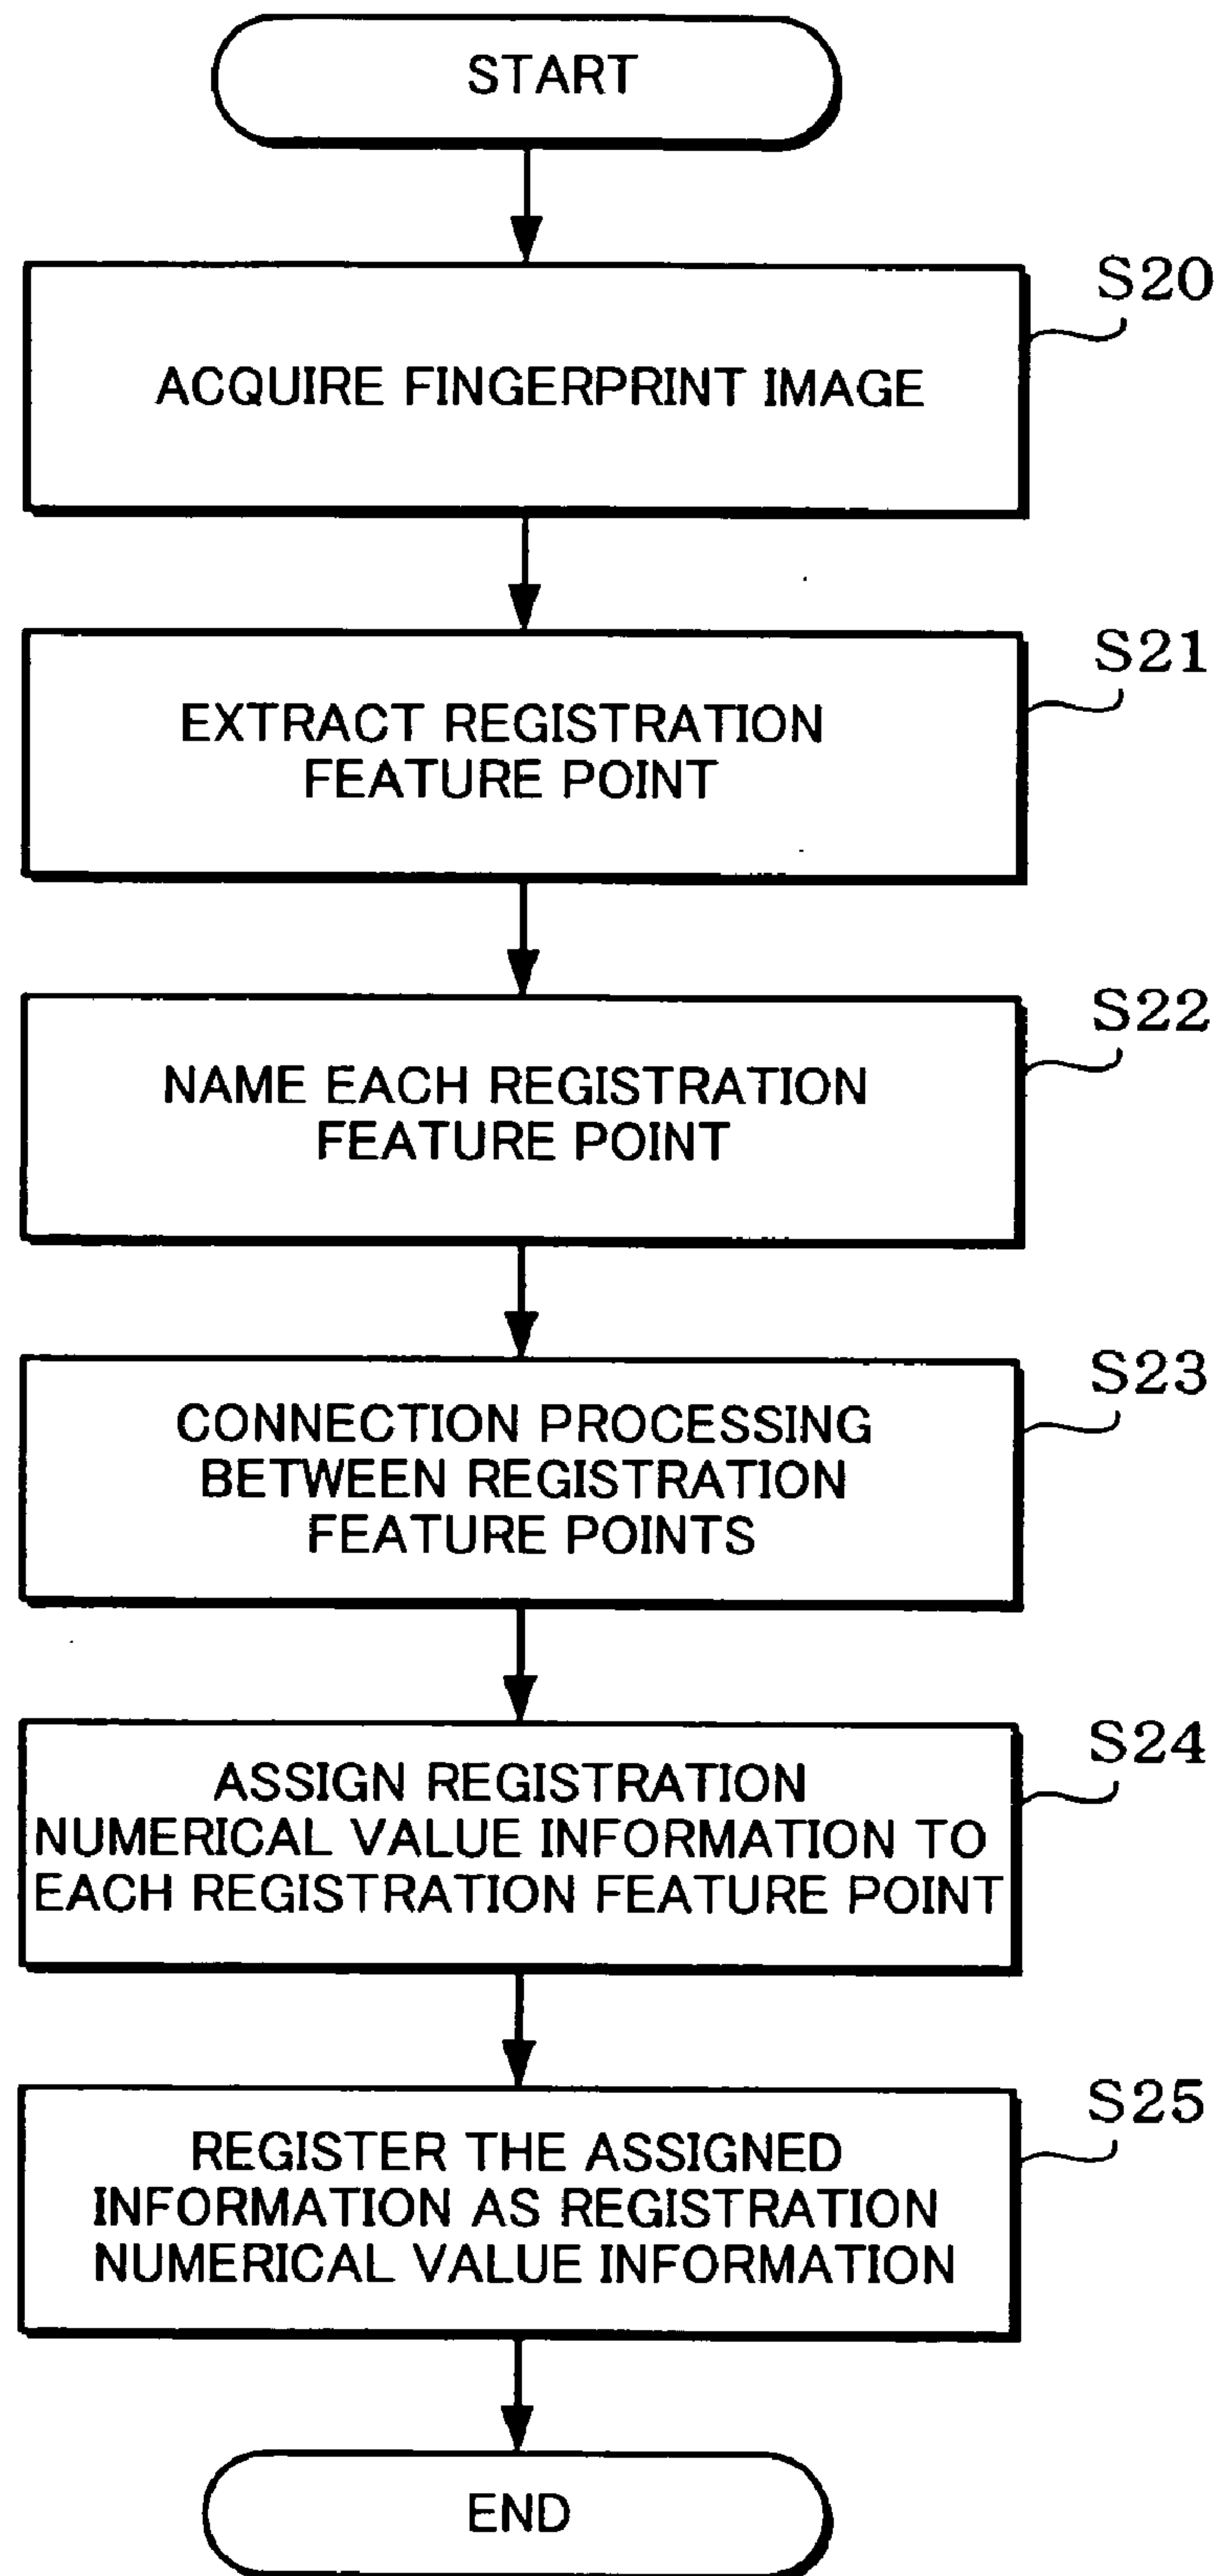 START
S20
ACQUIRE FINGERPRINT IMAGE
S21
EXTRACT REGISTRATION
FEATURE POINT
S22
NAME EACH REGISTRATION
FEATURE POINT
S23
CONNECTION PROCESSING
BETWEEN REGISTRATION
FEATURE POINTS
S24
ASSIGN REGISTRATION
NUMERICAL VALUE INFORMATION TO
EACH REGISTRATION FEATURE POINT
S25
REGISTER THE ASSIGNED
INFORMATION AS REGISTRATION
NUMERICAL VALUE INFORMATION
END